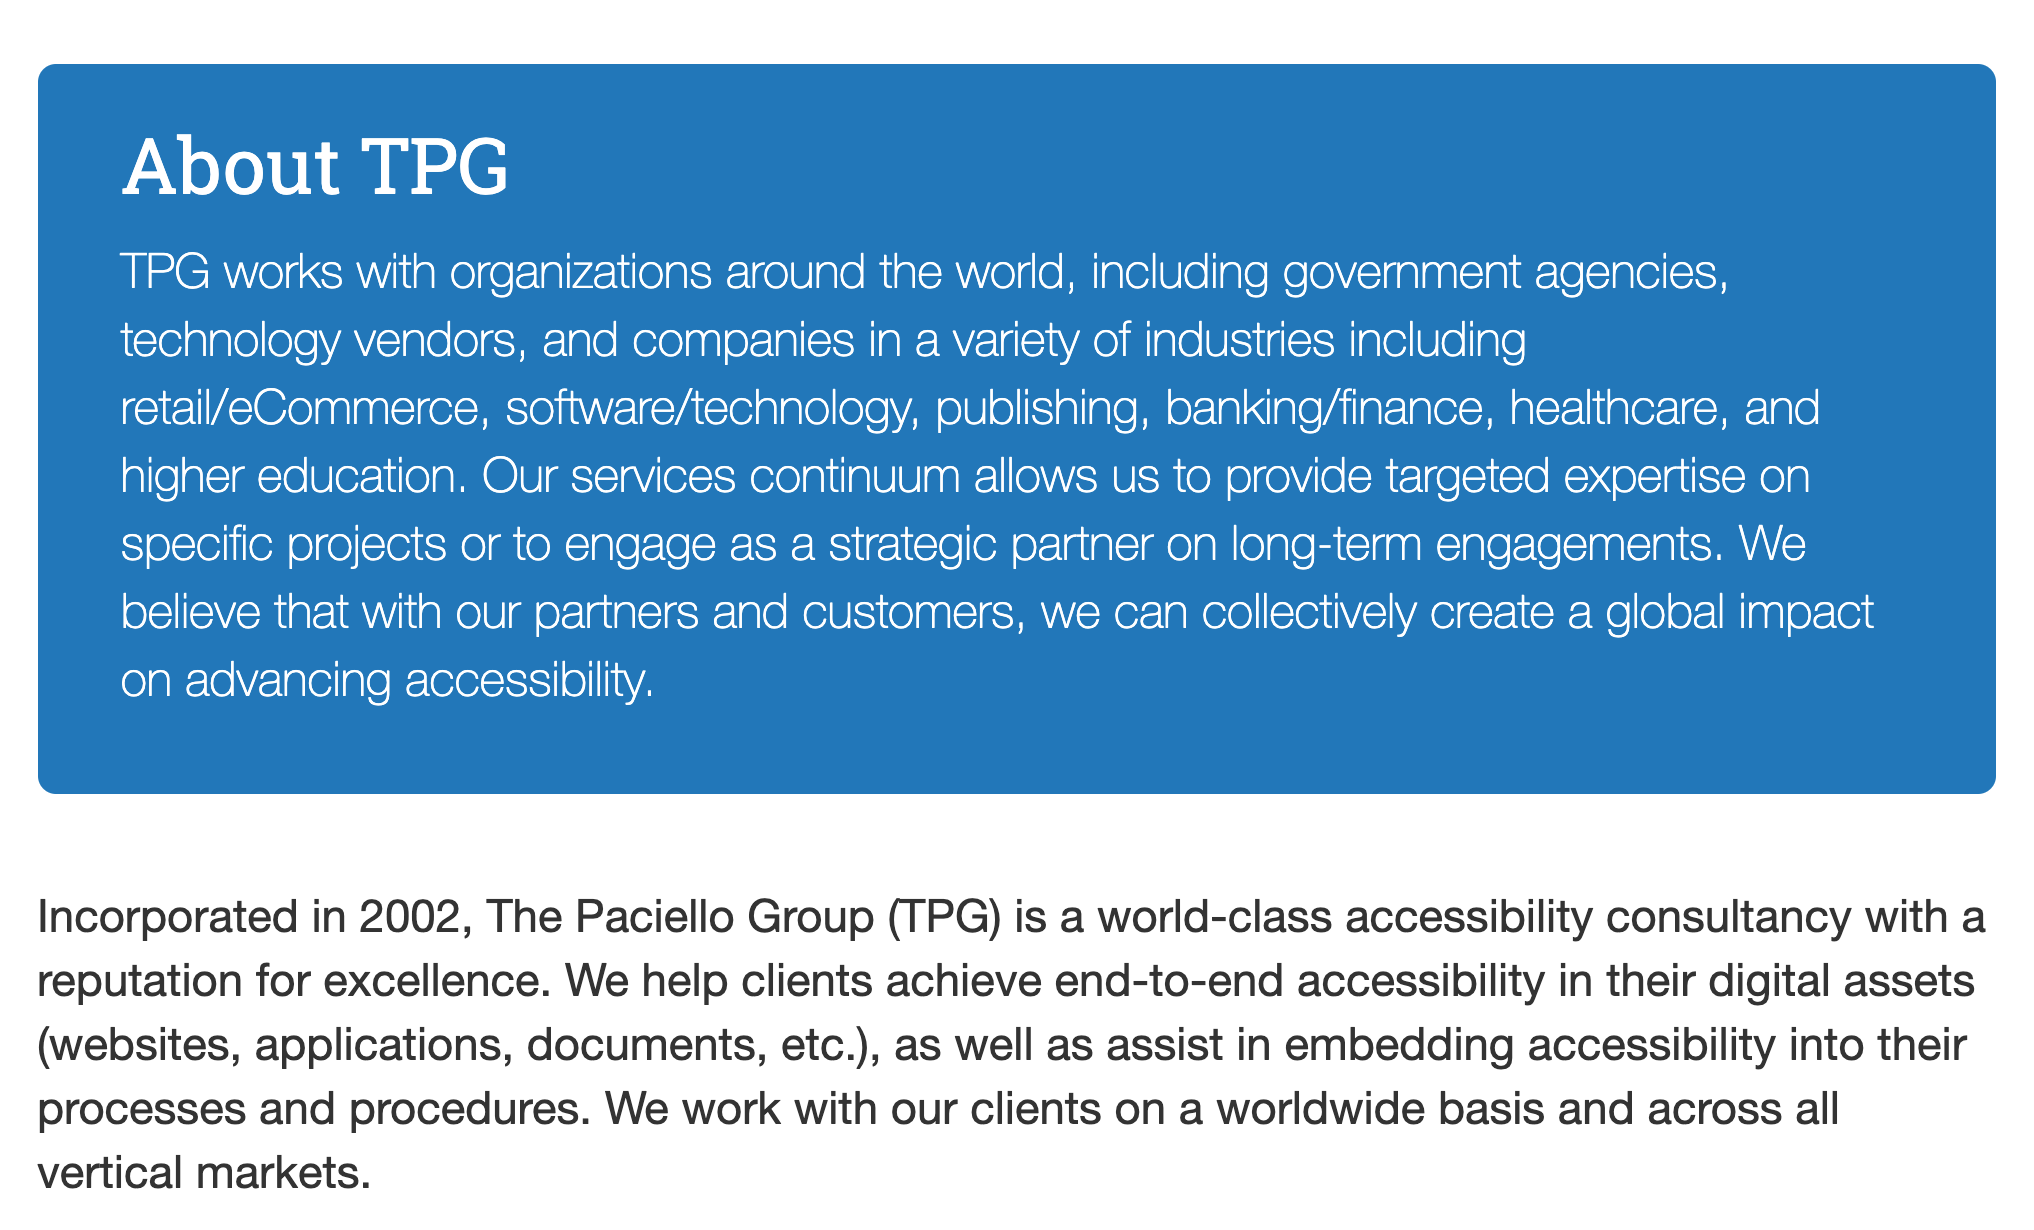 About TPG
TPG works with organizations around the world, including government agencies,
technology vendors, and companies in a variety of industries including
retail/eCommerce, software/technology, publishing, banking/finance, healthcare, and
higher education. Our services continuum allows us to provide targeted expertise on
specific projects or to engage as a strategic partner on long-term engagements. We
believe that with our partners and customers, we can collectively create a global impact
on advancing accessibility.
Incorporated in 2002, The Paciello Group (TPG) is a world-class accessibility consultancy with a
reputation for excellence. We help clients achieve end-to-end accessibility in their digital assets
(websites, applications, documents, etc.), as well as assist in embedding accessibility into their
processes and procedures. We work with our clients on a worldwide basis and across all
vertical markets.